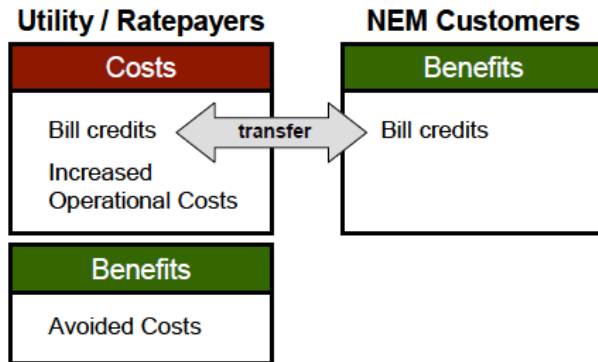 Utility / Ratepayers
NEM Customers
Costs
Benefits
Bill credits
transfer
Bill credits
Increased
Operational Costs
Benefits
Avoided Costs